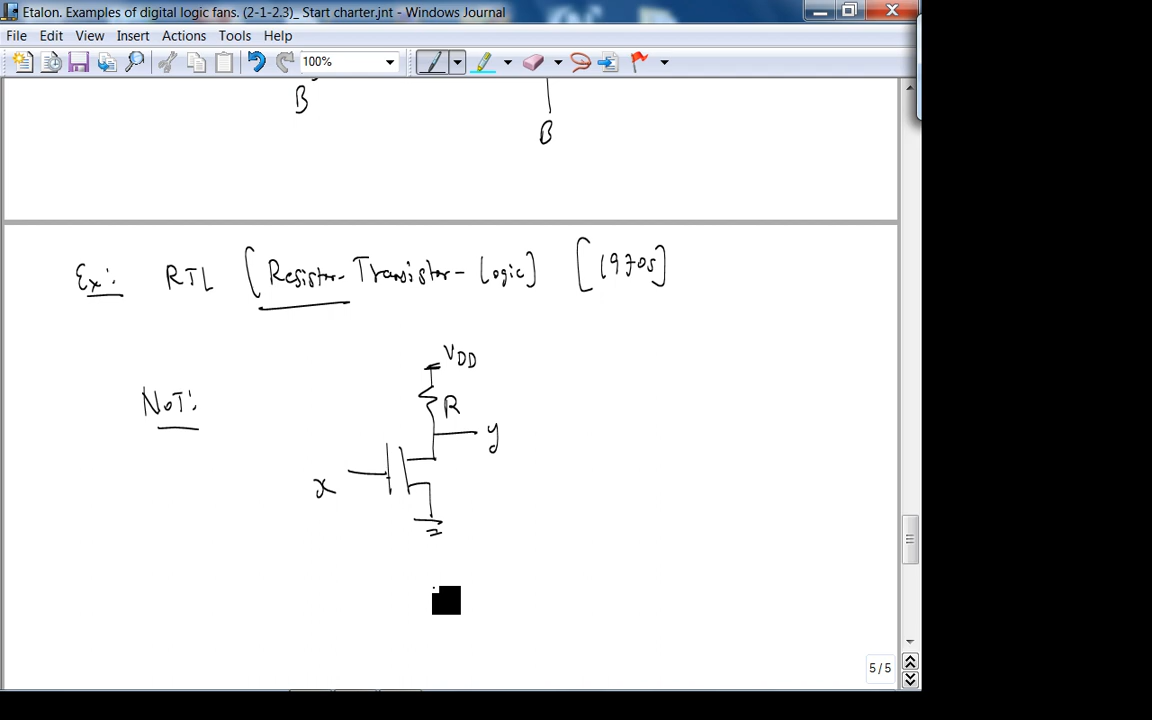 Etalon. Examples of digital logic fans. (2-1-2.3)_ Start charter.jnt - Windows Journal
File Edit View Insert Actions Tools Help
100%
B
B
Ex: RTL (Resistor-Transistor-Logic) [1970s]
VDD
NOT:
R
y
x
5 / 5